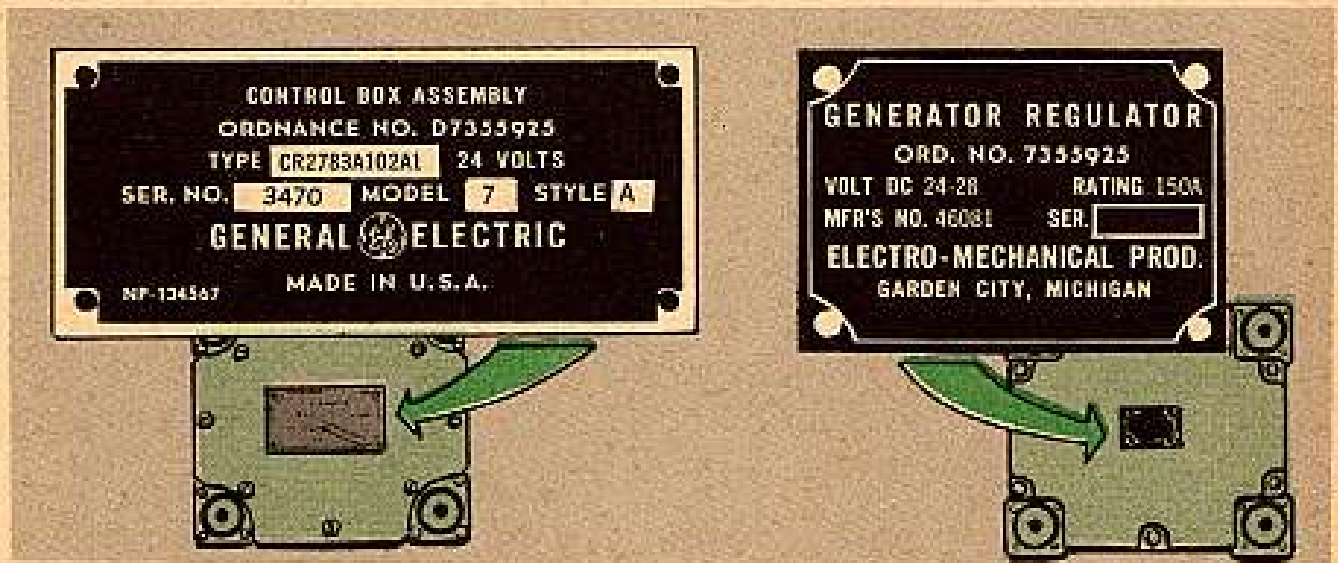 CONTROL BOX ASSEMBLY
ORDNANCE NO. D7355925
TYPE CR2783A102AL 24 VOLTS
SER. NO. 3470 MODEL 7 STYLE A
GENERAL GE ELECTRIC
MADE IN U.S.A.
NP-134567
GENERATOR REGULATOR
ORD. NO. 7355925
VOLT DC 24-28 RATING 150A
MFR'S NO. 46081 SER.
ELECTRO-MECHANICAL PROD.
GARDEN CITY, MICHIGAN